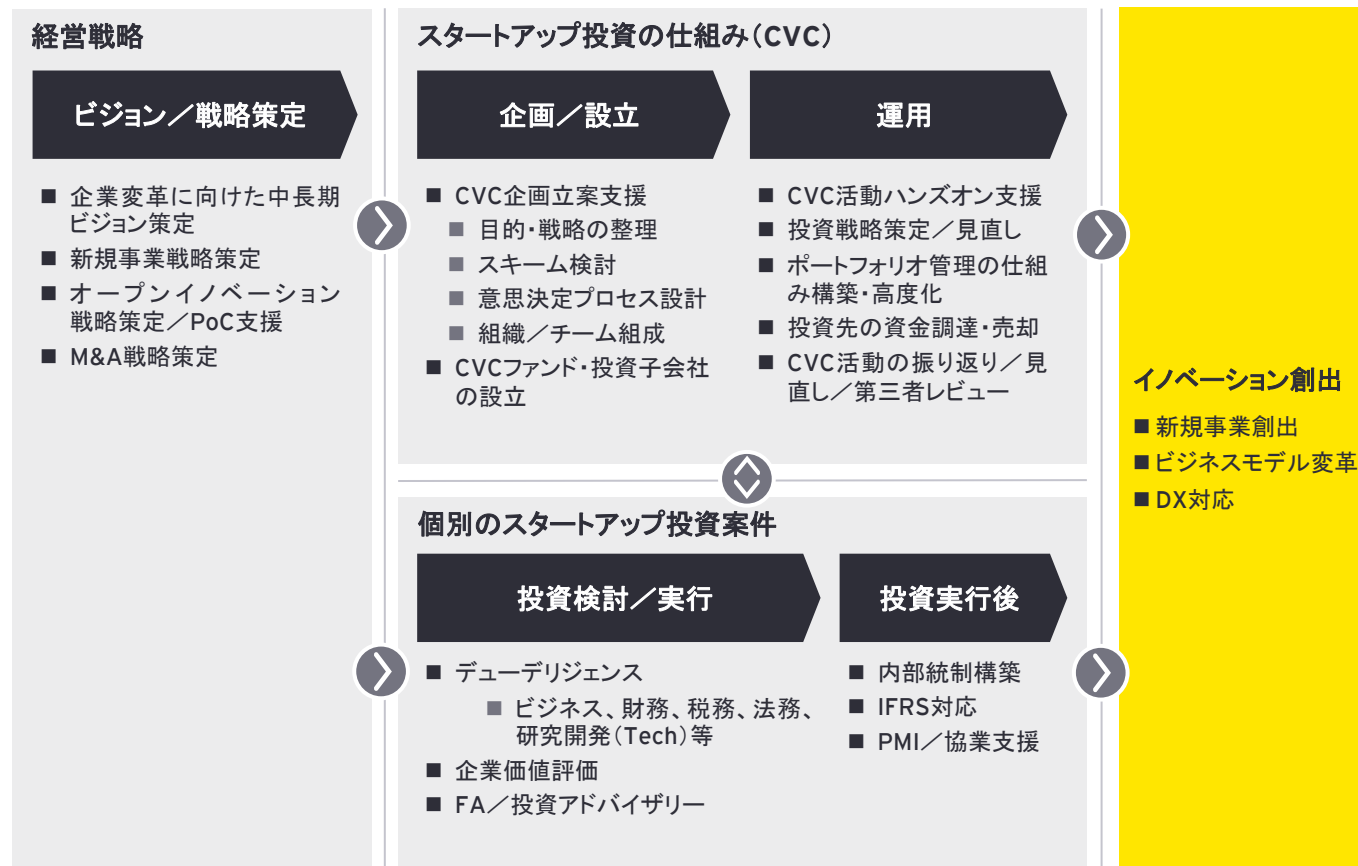 経営戦略
ビジョン／戦略策定
■ 企業変革に向けた中長期
ビジョン策定
■ 新規事業戦略策定
■ オープンイノベーション
戦略策定／PoC支援
■ M&A戦略策定
スタートアップ投資の仕組み（CVC）
企画／設立
■ CVC企画立案支援
■ 目的・戦略の整理
■ スキーム検討
■ 意思決定プロセス設計
■ 組織／チーム組成
■ CVCファンド・投資子会社
の設立
運用
■ CVC活動ハンズオン支援
■ 投資戦略策定／見直し
■ ポートフォリオ管理の仕組
み構築・高度化
■ 投資先の資金調達・売却
■ CVC活動の振り返り／見
直し／第三者レビュー
個別のスタートアップ投資案件
投資検討／実行
■ デューデリジェンス
■ ビジネス、財務、税務、法務、
研究開発（Tech）等
■ 企業価値評価
■ FA／投資アドバイザリー
投資実行後
■ 内部統制構築
■ IFRS対応
■ PMI／協業支援
イノベーション創出
■ 新規事業創出
■ ビジネスモデル変革
■ DX対応